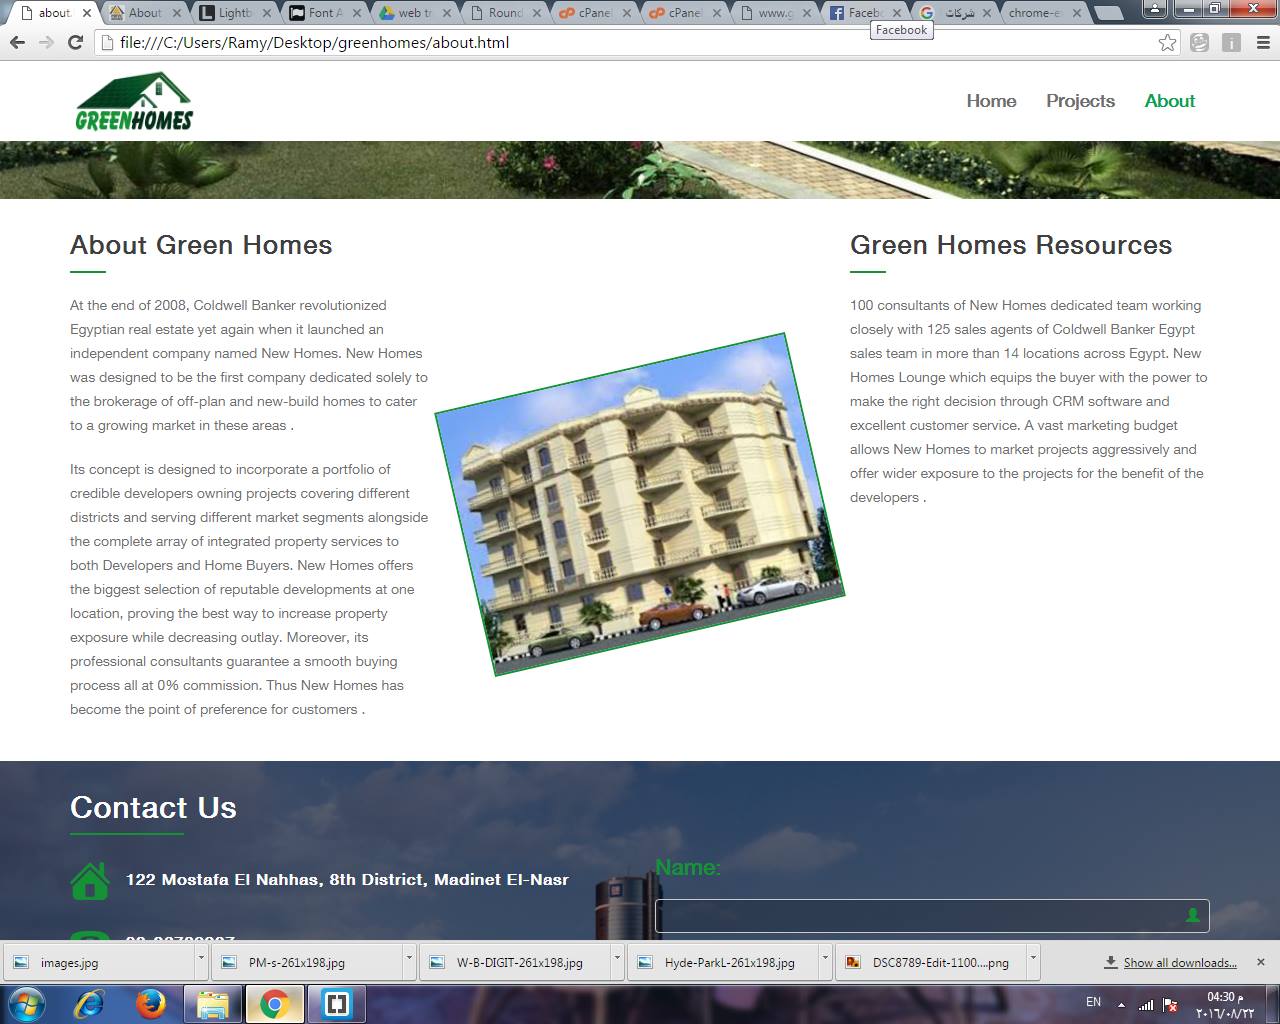 about.
About
Lightb
Font A
web tr
Round
cPanel
cPanel
www.g
Facebo
شركات
chrome-e
Facebook
file:///C:/Users/Ramy/Desktop/greenhomes/about.html
GREENHOMES
Home Projects About
About Green Homes
At the end of 2008, Coldwell Banker revolutionized
Egyptian real estate yet again when it launched an
independent company named New Homes. New Homes
was designed to be the first company dedicated solely to
the brokerage of off-plan and new-build homes to cater
to a growing market in these areas .
Its concept is designed to incorporate a portfolio of
credible developers owning projects covering different
districts and serving different market segments alongside
the complete array of integrated property services to
both Developers and Home Buyers. New Homes offers
the biggest selection of reputable developments at one
location, proving the best way to increase property
exposure while decreasing outlay. Moreover, its
professional consultants guarantee a smooth buying
process all at 0% commission. Thus New Homes has
become the point of preference for customers .
Green Homes Resources
100 consultants of New Homes dedicated team working
closely with 125 sales agents of Coldwell Banker Egypt
sales team in more than 14 locations across Egypt. New
Homes Lounge which equips the buyer with the power to
make the right decision through CRM software and
excellent customer service. A vast marketing budget
allows New Homes to market projects aggressively and
offer wider exposure to the projects for the benefit of the
developers .
Contact Us
122 Mostafa El Nahhas, 8th District, Madinet El-Nasr
Name:
images.jpg
PM-s-261x198.jpg
W-B-DIGIT-261x198.jpg
Hyde-ParkL-261x198.jpg
DSC8789-Edit-1100....png
Show all downloads...
EN
04:30 م
٢٠١٦/٠٨/٢٢